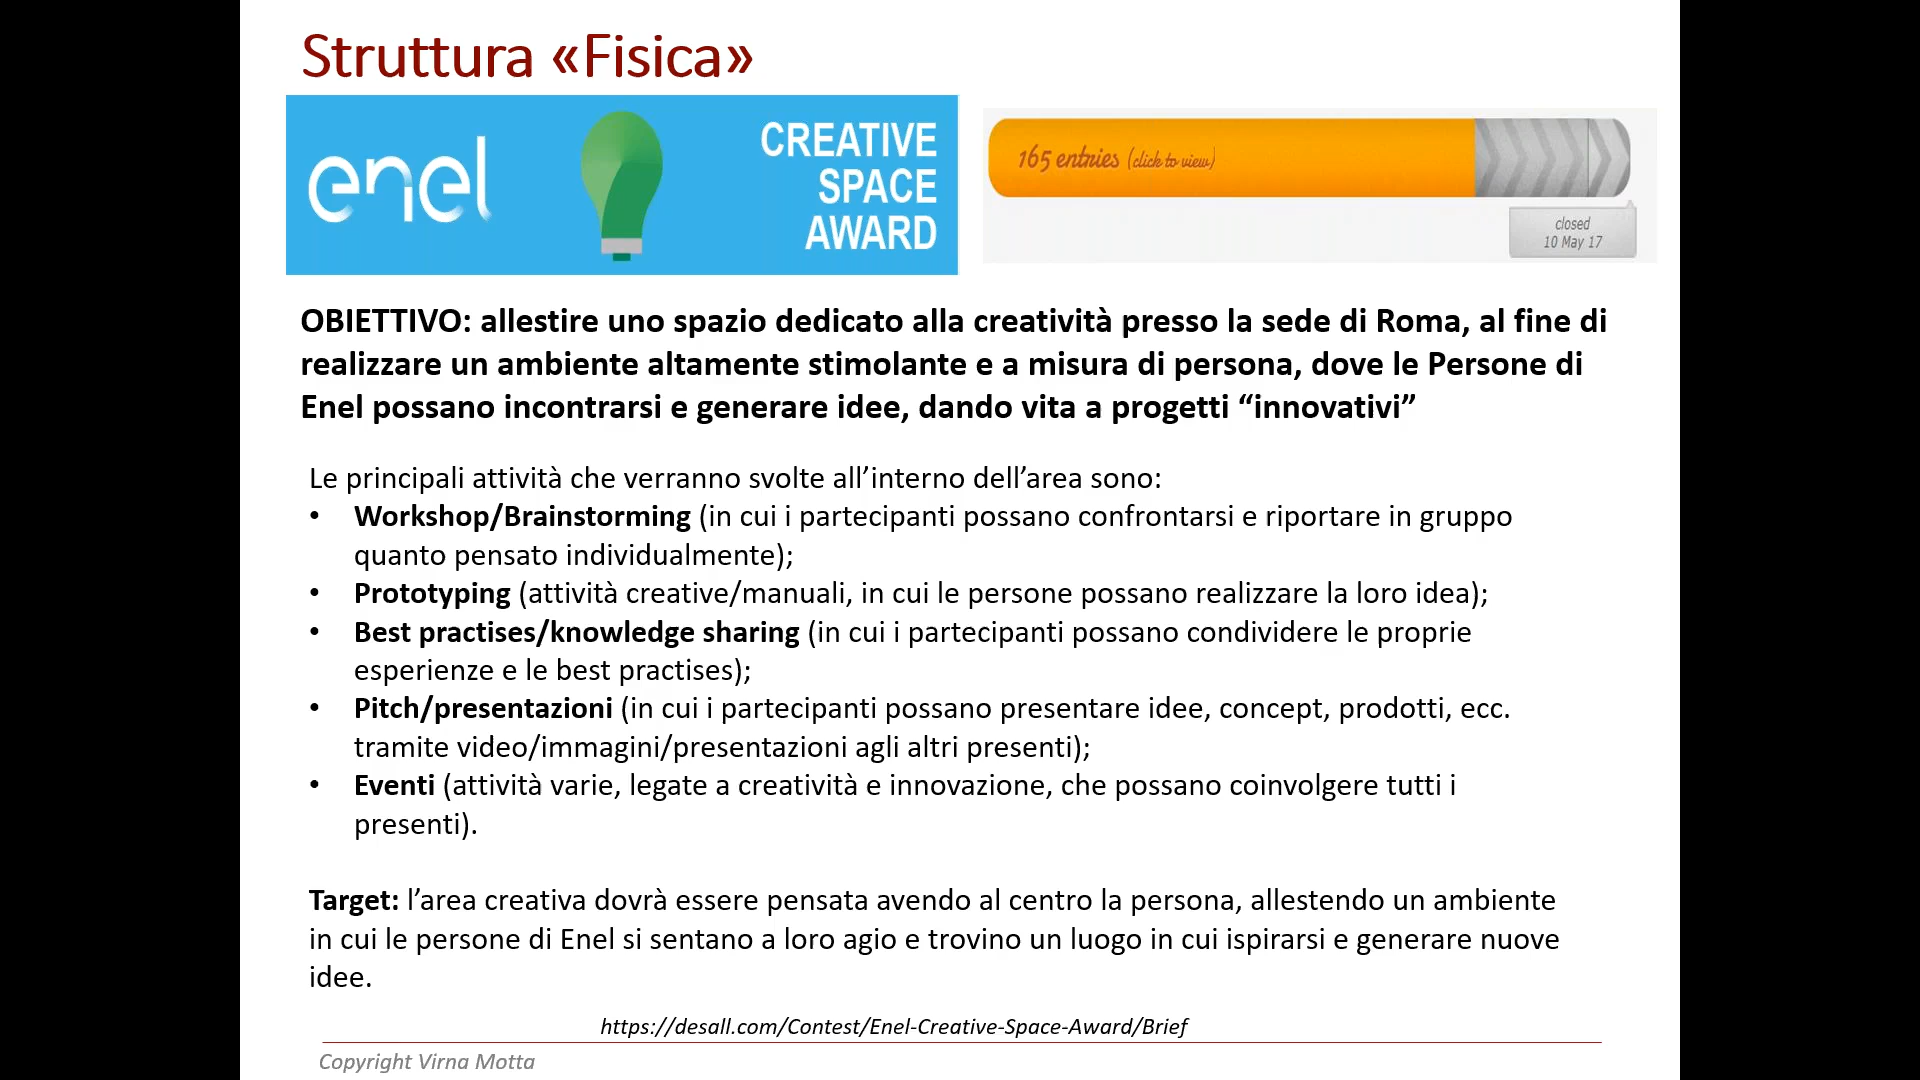 Struttura «Fisica»
enel
CREATIVE
SPACE
AWARD
165 entries (click to view)
closed
10 May 17
OBIETTIVO: allestire uno spazio dedicato alla creatività presso la sede di Roma, al fine di
realizzare un ambiente altamente stimolante e a misura di persona, dove le Persone di
Enel possano incontrarsi e generare idee, dando vita a progetti “innovativi”
Le principali attività che verranno svolte all’interno dell’area sono:
• Workshop/Brainstorming (in cui i partecipanti possano confrontarsi e riportare in gruppo
quanto pensato individualmente);
• Prototyping (attività creative/manuali, in cui le persone possano realizzare la loro idea);
• Best practises/knowledge sharing (in cui i partecipanti possano condividere le proprie
esperienze e le best practises);
• Pitch/presentazioni (in cui i partecipanti possano presentare idee, concept, prodotti, ecc.
tramite video/immagini/presentazioni agli altri presenti);
• Eventi (attività varie, legate a creatività e innovazione, che possano coinvolgere tutti i
presenti).
Target: l’area creativa dovrà essere pensata avendo al centro la persona, allestendo un ambiente
in cui le persone di Enel si sentano a loro agio e trovino un luogo in cui ispirarsi e generare nuove
idee.
https://desall.com/Contest/Enel-Creative-Space-Award/Brief
Copyright Virna Motta